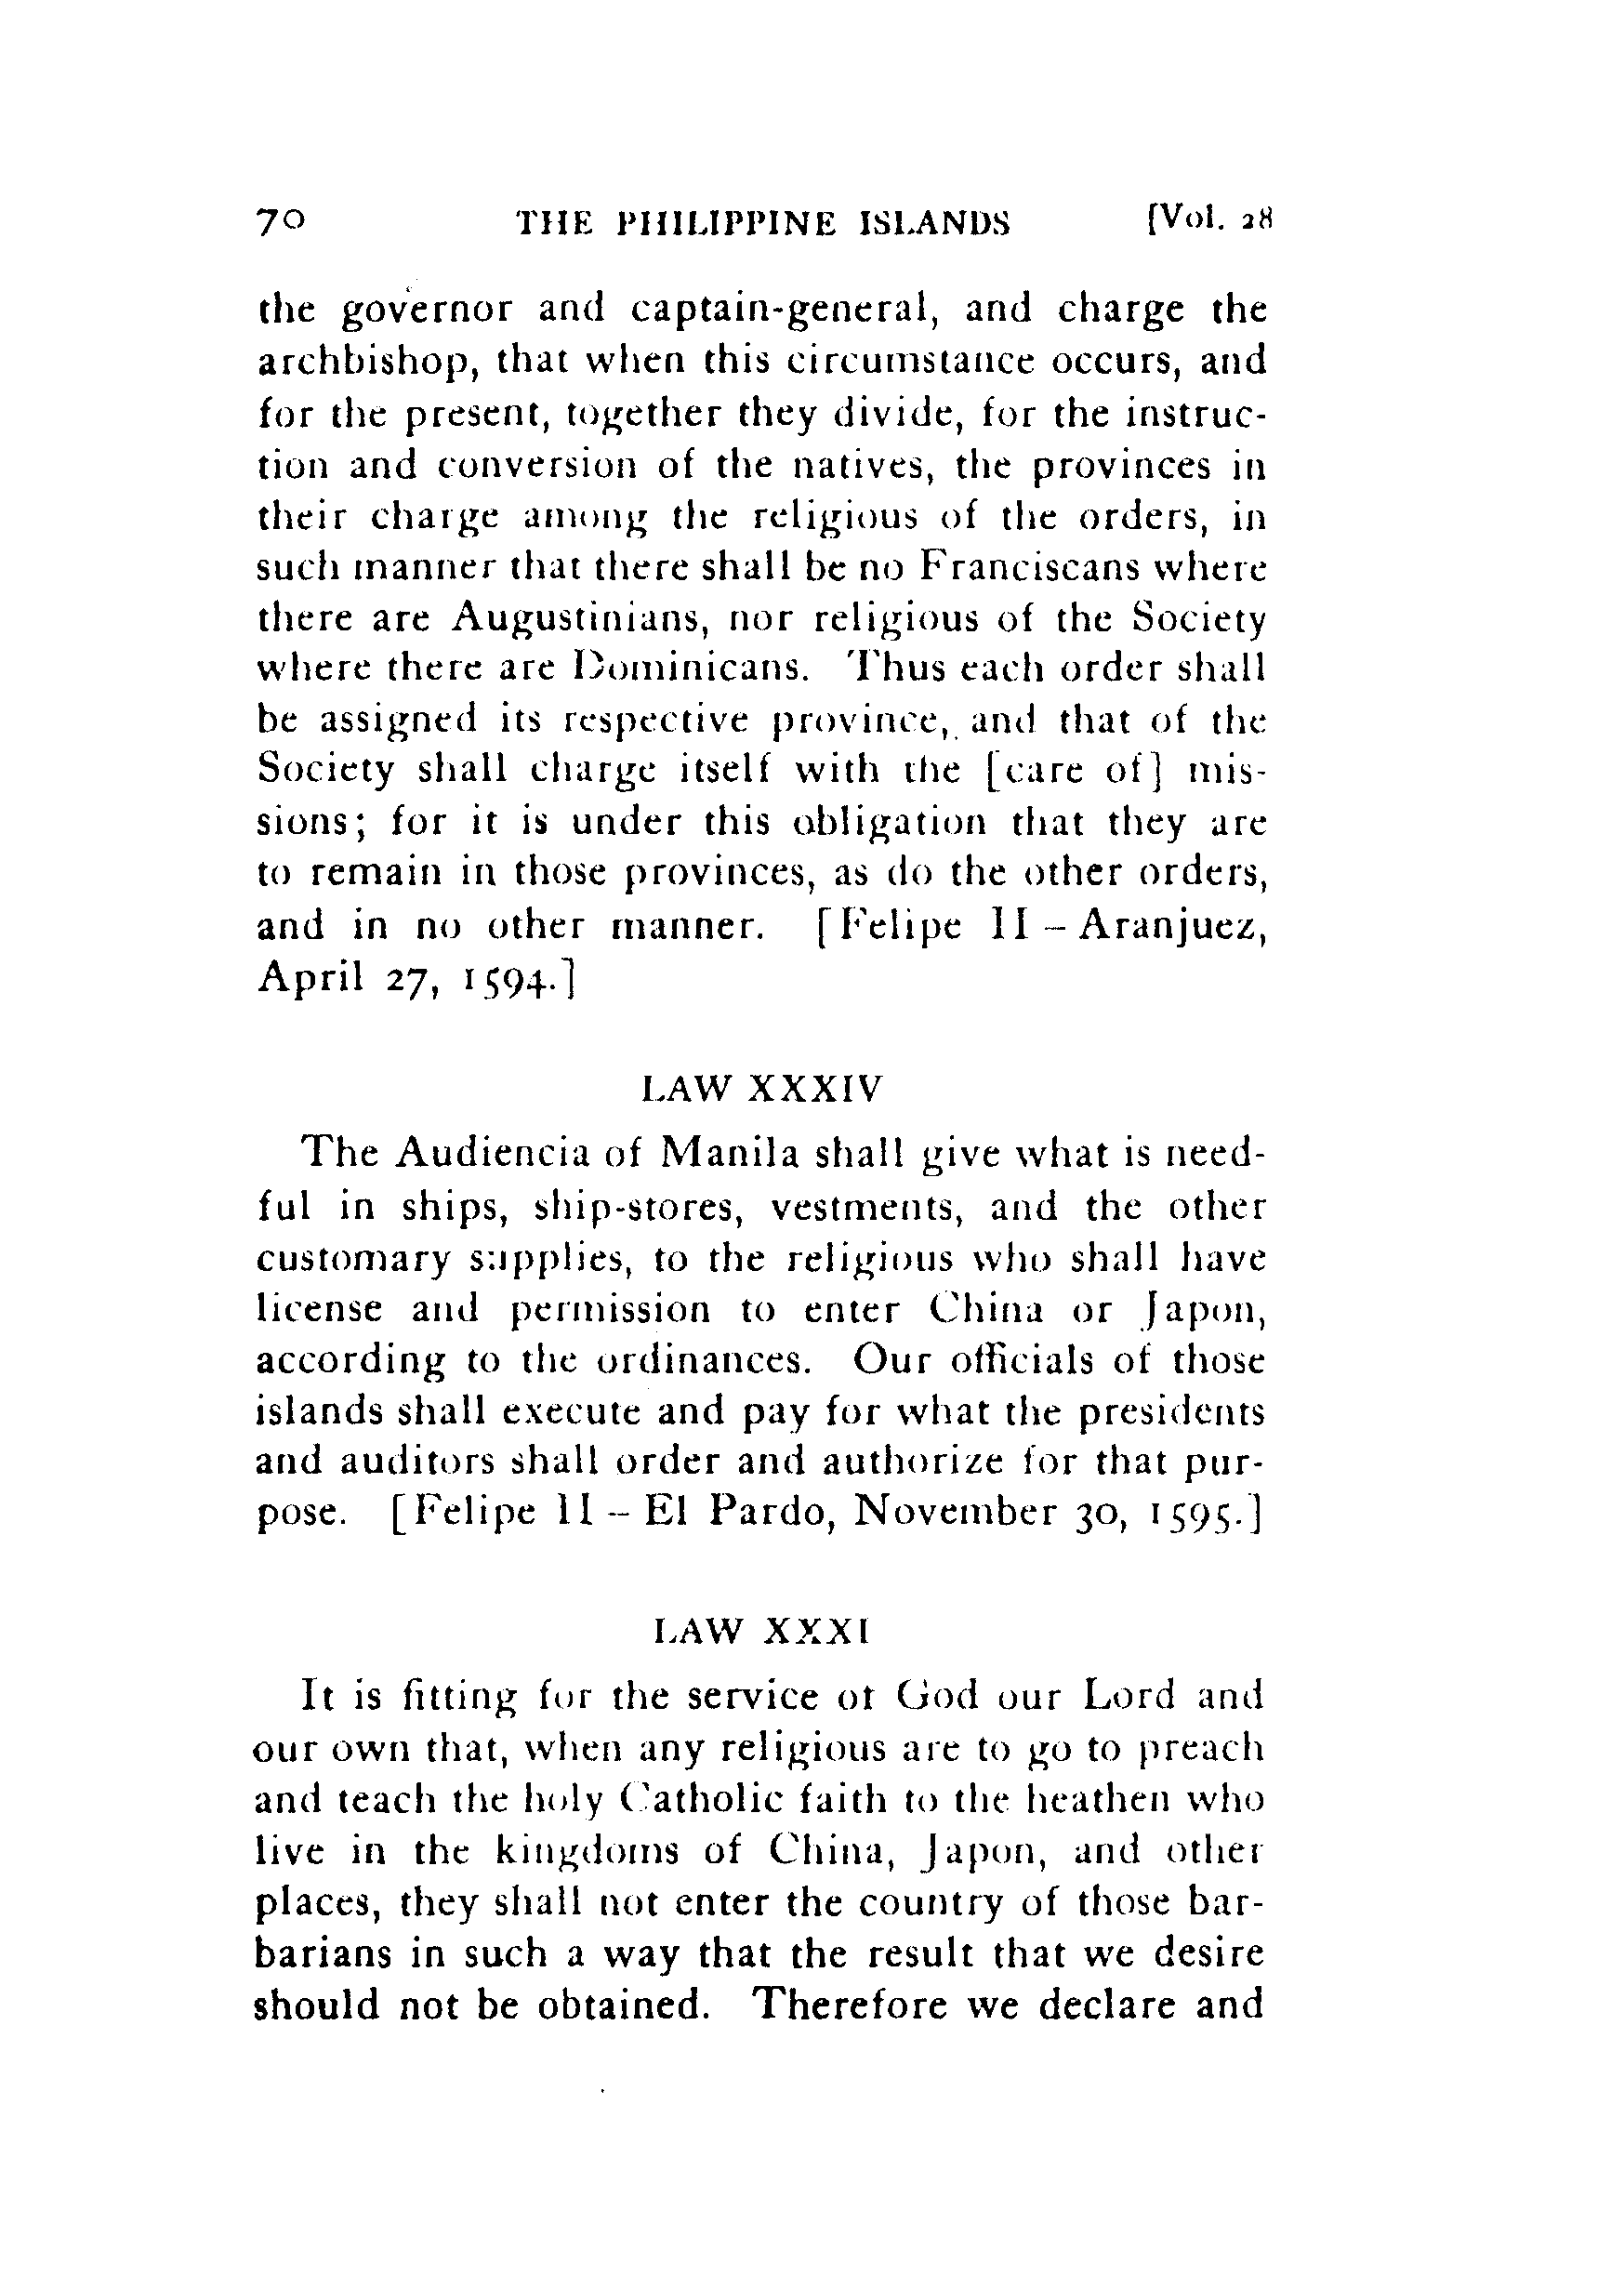 70 THE PHILIPPINE ISLANDS [Vol. 28
the governor and captain-general, and charge the
archbishop, that when this circumstance occurs, and
for the present, together they divide, for the instruc-
tion and conversion of the natives, the provinces in
their charge among the religious of the orders, in
such manner that there shall be no Franciscans where
there are Augustinians, nor religious of the Society
where there are Dominicans. Thus each order shall
be assigned its respective province, and that of the
Society shall charge itself with the [care of] mis-
sions; for it is under this obligation that they are
to remain in those provinces, as do the other orders,
and in no other manner. [Felipe II – Aranjuez,
April 27, 1594.]
LAW XXXIV
The Audiencia of Manila shall give what is need-
ful in ships, ship-stores, vestments, and the other
customary supplies, to the religious who shall have
license and permission to enter China or Japon,
according to the ordinances. Our officials of those
islands shall execute and pay for what the presidents
and auditors shall order and authorize for that pur-
pose. [Felipe II – El Pardo, November 30, 1595.]
LAW XXXI
It is fitting for the service of God our Lord and
our own that, when any religious are to go to preach
and teach the holy Catholic faith to the heathen who
live in the kingdoms of China, Japon, and other
places, they shall not enter the country of those bar-
barians in such a way that the result that we desire
should not be obtained. Therefore we declare and